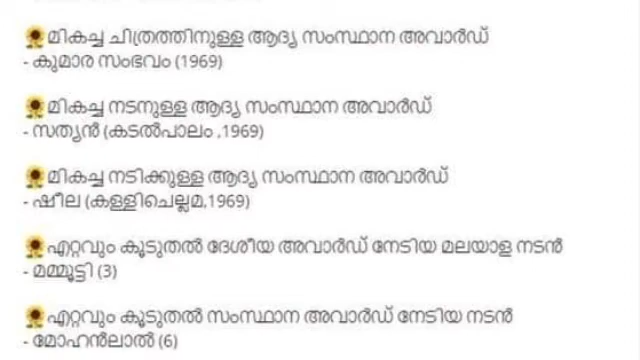 🌻മികച്ച ചിത്രത്തിനുള്ള ആദ്യ സംസ്ഥാന അവാർഡ്
- കുമാര സംഭവം (1969)
🌻മികച്ച നടനുള്ള ആദ്യ സംസ്ഥാന അവാർഡ്
- സത്യൻ (കടൽപാലം ,1969)
🌻മികച്ച നടിക്കുള്ള ആദ്യ സംസ്ഥാന അവാർഡ്
- ഷീല (കള്ളിചെല്ലമ,1969)
🌻എറ്റവും കൂടുതൽ ദേശീയ അവാർഡ് നേടിയ മലയാള നടൻ
- മമ്മൂട്ടി (3)
🌻എറ്റവും കൂടുതൽ സംസ്ഥാന അവാർഡ് നേടിയ നടൻ
- മോഹൻലാൽ (6)